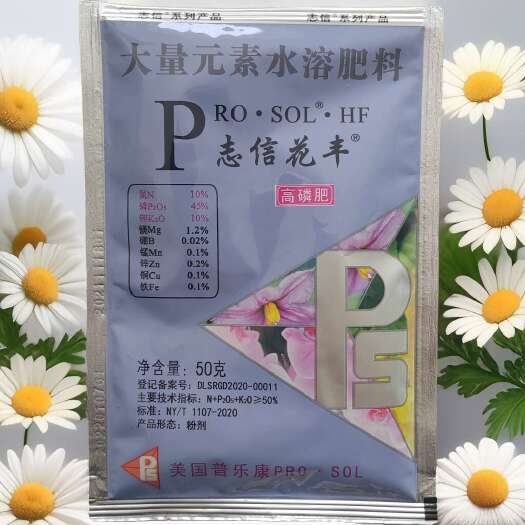 志信®系列产品
志信®系列产品
大量元素水溶肥料
PRO·SOL®·HF
志信花丰®
高磷肥
氮N 10%
磷P₂O₅ 45%
钾K₂O 10%
镁Mg 1.2%
硼B 0.02%
锰Mn 0.1%
锌Zn 0.2%
铜Cu 0.1%
铁Fe 0.1%
PS
净含量：50克
登记备案号：DLSRGD2020-00011
主要技术指标：N+P₂O₅+K₂O≥50%
标准：NY/T 1107-2020
产品形态：粉剂
PS
美国普乐康PRO·SOL